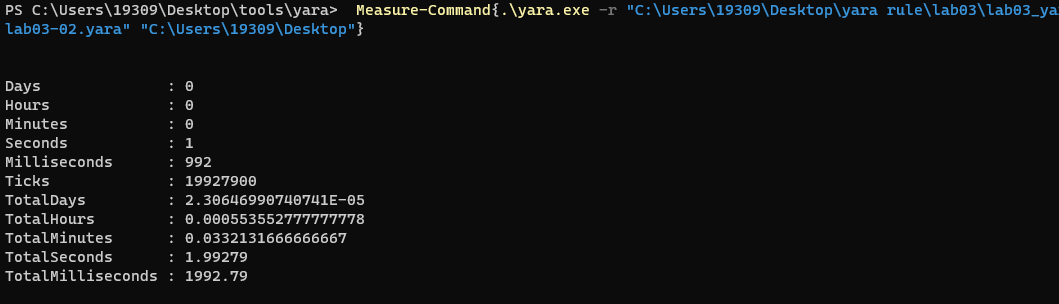 PS C:\Users\19309\Desktop\tools\yara>  Measure-Command{.\yara.exe -r "C:\Users\19309\Desktop\yara rule\lab03\lab03_ya
lab03-02.yara" "C:\Users\19309\Desktop"}
Days              : 0
Hours             : 0
Minutes           : 0
Seconds           : 1
Milliseconds      : 992
Ticks             : 19927900
TotalDays         : 2.30646990740741E-05
TotalHours        : 0.000553552777777778
TotalMinutes      : 0.0332131666666667
TotalSeconds      : 1.99279
TotalMilliseconds : 1992.79